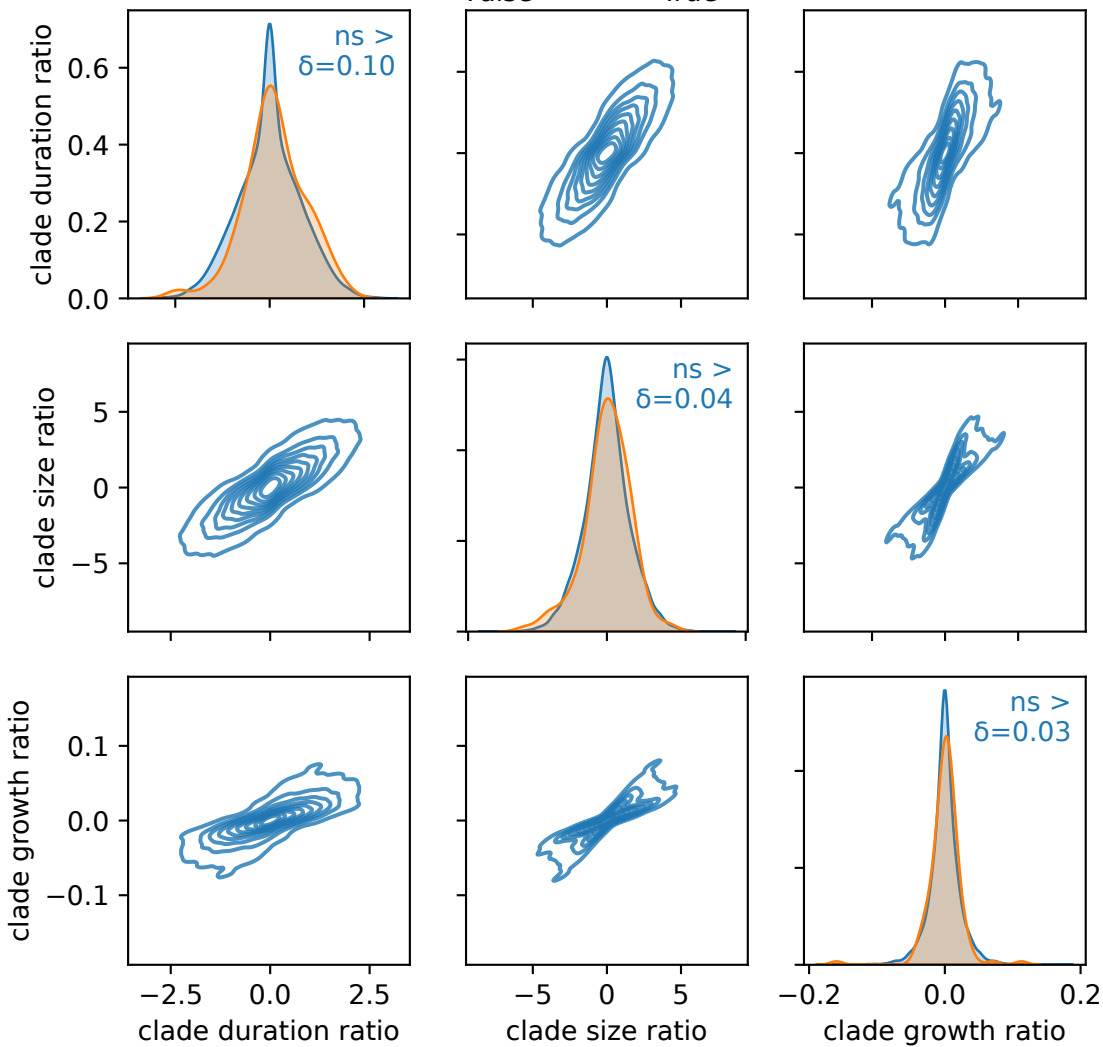 clade duration ratio
0.6
0.4
0.2
0.0
ns >
δ=0.10
clade size ratio
5
0
−5
ns >
δ=0.04
clade growth ratio
0.1
0.0
−0.1
ns >
δ=0.03
−2.5
0.0
2.5
−5
0
5
−0.2
0.0
0.2
clade duration ratio
clade size ratio
clade growth ratio